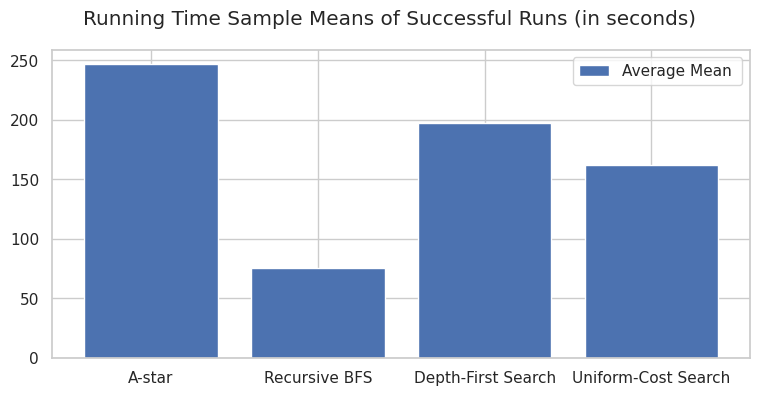 Running Time Sample Means of Successful Runs (in seconds)
Average Mean
250
200
150
100
50
0
A-star Recursive BFS Depth-First Search Uniform-Cost Search